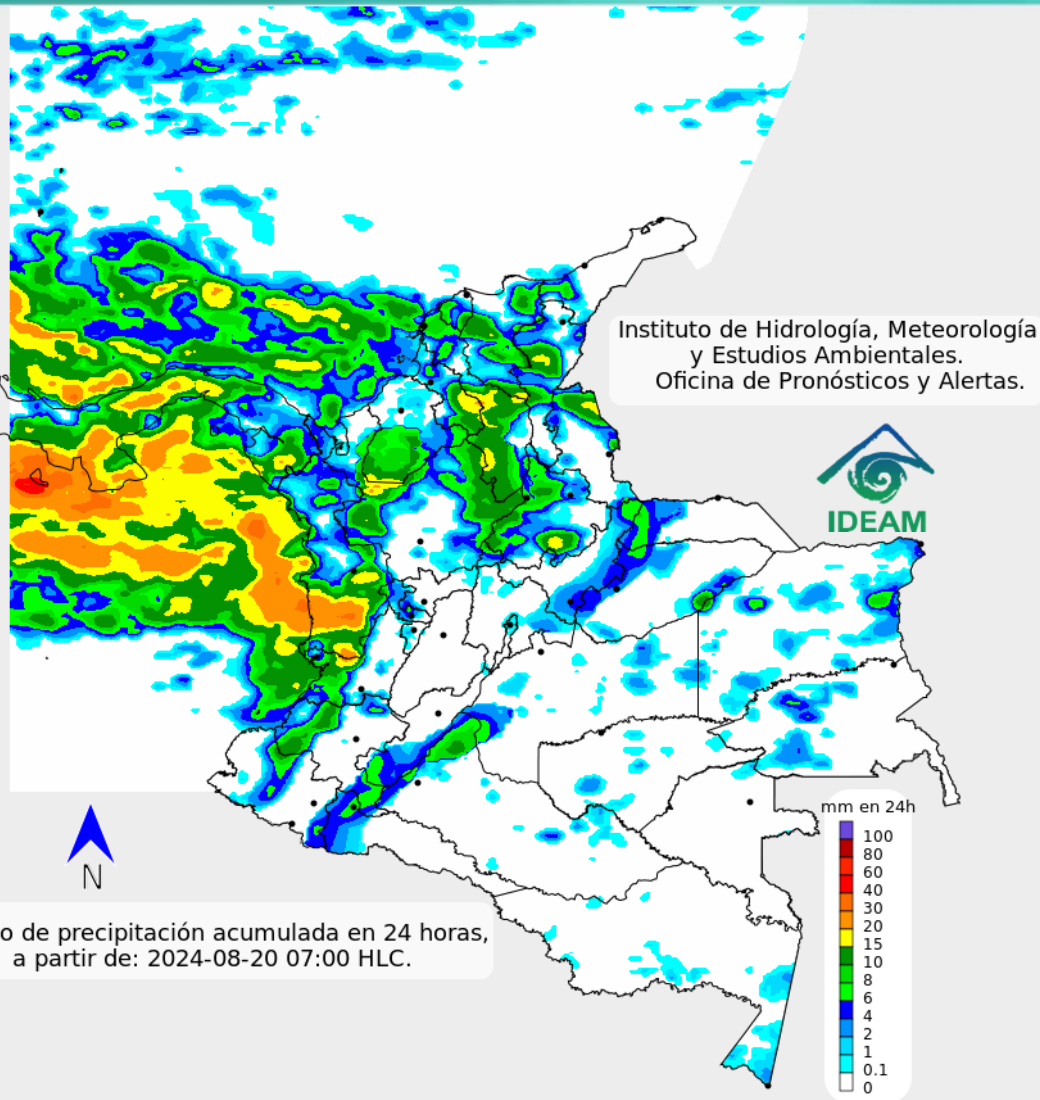 Instituto de Hidrología, Meteorología
y Estudios Ambientales.
Oficina de Pronósticos y Alertas.
IDEAM
mm en 24h
100
80
60
40
30
20
15
10
8
6
4
2
1
0.1
0
N
o de precipitación acumulada en 24 horas,
a partir de: 2024-08-20 07:00 HLC.